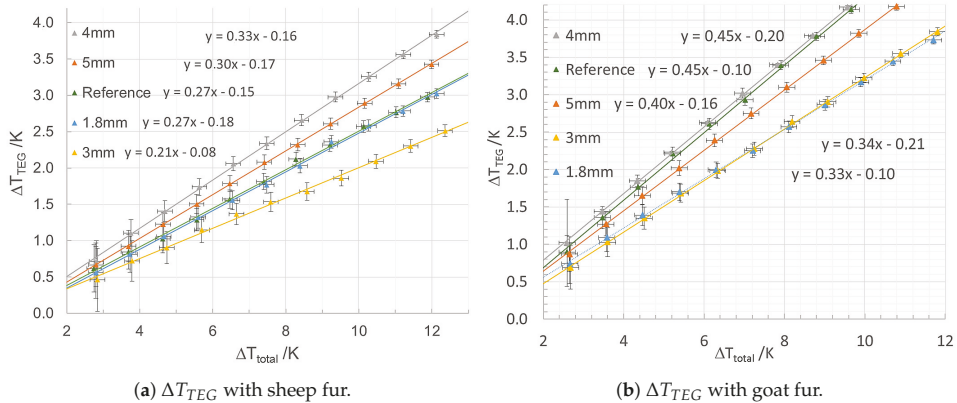 4.0
3.5
3.0
2.5
2.0
1.5
1.0
0.5
0.0
ΔT_TEG /K
4mm y = 0.33x - 0.16
5mm y = 0.30x - 0.17
Reference y = 0.27x - 0.15
1.8mm y = 0.27x - 0.18
3mm y = 0.21x - 0.08
2 4 6 8 10 12
ΔT_total /K
(a) ΔT_TEG with sheep fur.
4.0
3.5
3.0
2.5
2.0
1.5
1.0
0.5
0.0
ΔT_TEG /K
4mm y = 0,45x - 0,20
Reference y = 0.45x - 0.10
5mm y = 0.40x - 0.16
3mm y = 0.34x - 0.21
1.8mm y = 0.33x - 0.10
2 4 6 8 10 12
ΔT_total /K
(b) ΔT_TEG with goat fur.